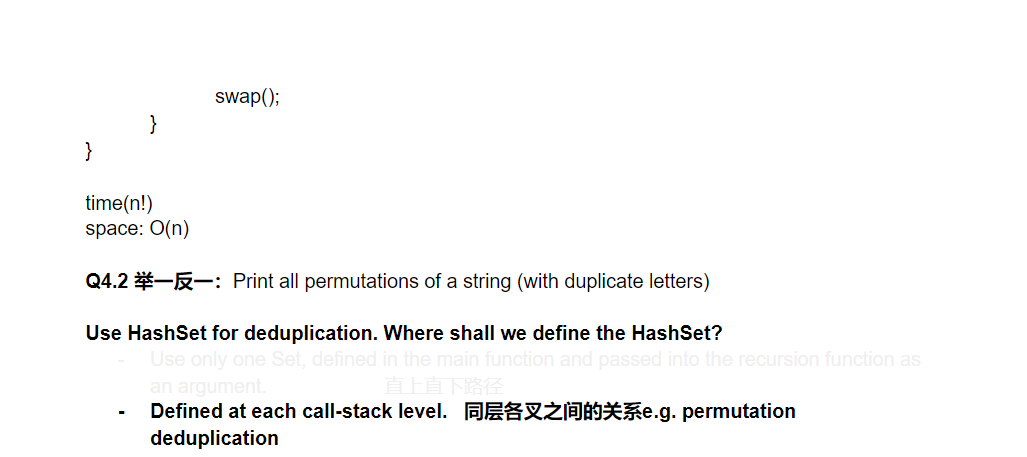 swap();
}
}
time(n!)
space: O(n)
Q4.2 举一反一：Print all permutations of a string (with duplicate letters)
Use HashSet for deduplication. Where shall we define the HashSet?
- Use only one Set, defined in the main function and passed into the recursion function as
an argument. 直上直下路径
- Defined at each call-stack level. 同层各叉之间的关系e.g. permutation
deduplication